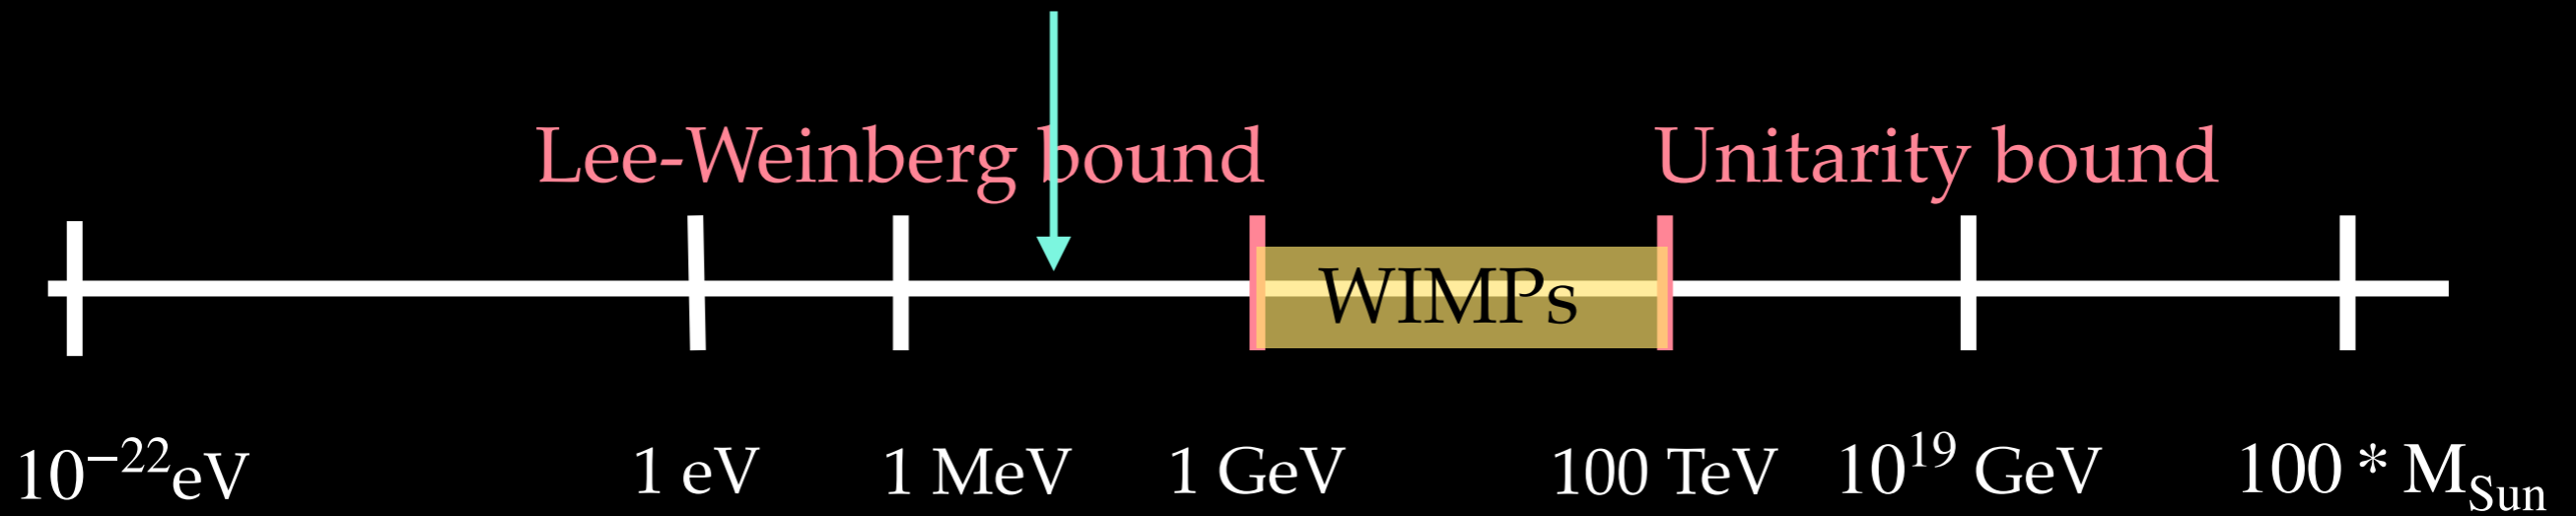 Lee-Weinberg bound Unitarity bound
WIMPs
10⁻²²eV 1 eV 1 MeV 1 GeV 100 TeV 10¹⁹ GeV 100 * M_Sun